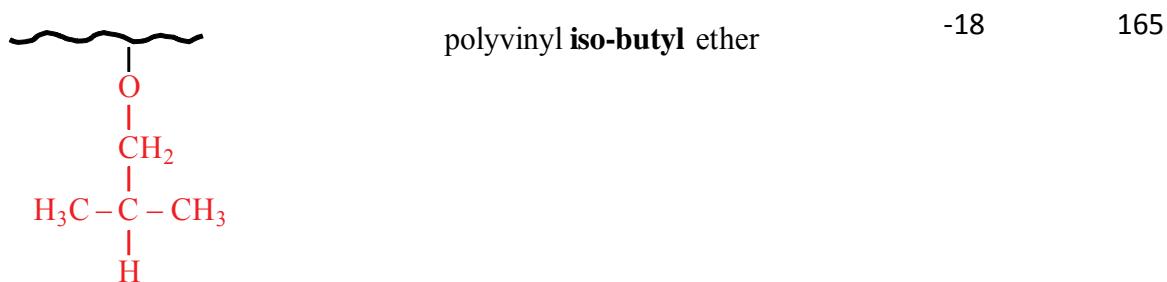 polyvinyl iso-butyl ether -18 165
O
CH₂
H₃C – C – CH₃
H